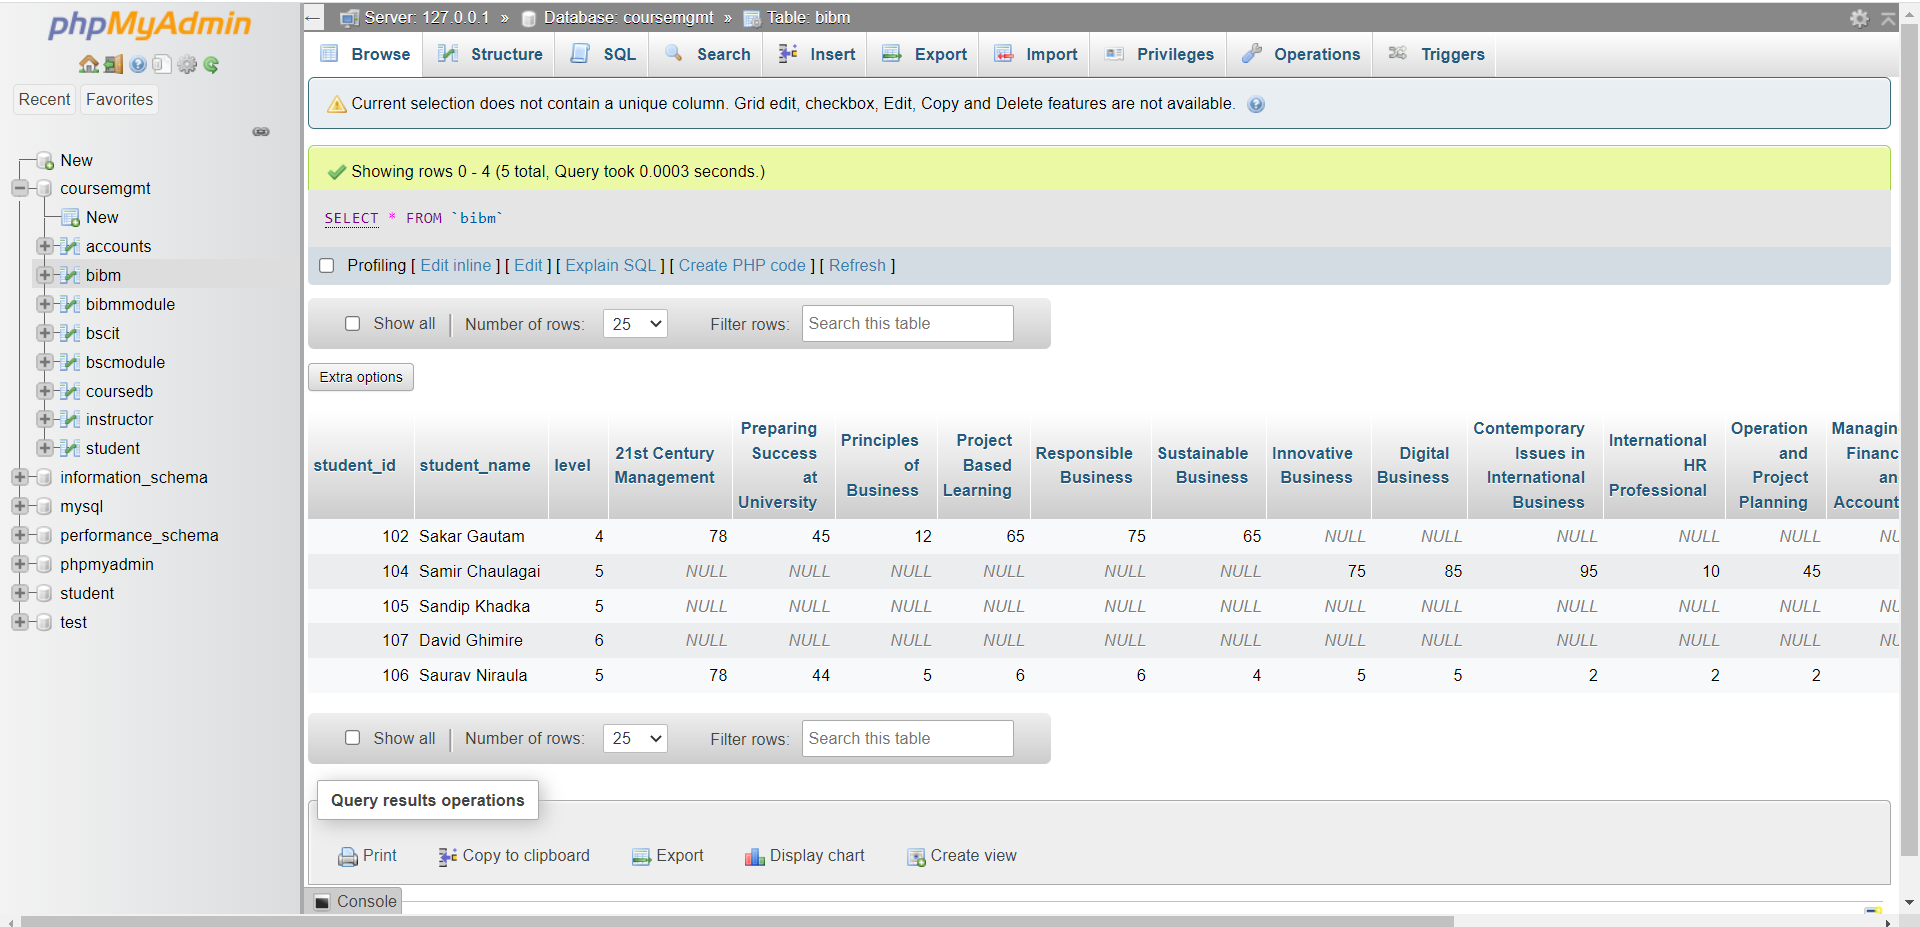 phpMyAdmin
Recent Favorites
New
coursemgmt
New
accounts
bibm
bibmmodule
bscit
bscmodule
coursedb
instructor
student
information_schema
mysql
performance_schema
phpmyadmin
student
test
Server: 127.0.0.1 » Database: coursemgmt » Table: bibm
Browse Structure SQL Search Insert Export Import Privileges Operations Triggers
Current selection does not contain a unique column. Grid edit, checkbox, Edit, Copy and Delete features are not available.
Showing rows 0 - 4 (5 total, Query took 0.0003 seconds.)
SELECT * FROM `bibm`
Profiling [ Edit inline ] [ Edit ] [ Explain SQL ] [ Create PHP code ] [ Refresh ]
Show all Number of rows: 25 Filter rows: Search this table
Extra options
student_id student_name level 21st Century Management Preparing Success at University Principles of Business Project Based Learning Responsible Business Sustainable Business Innovative Business Digital Business Contemporary Issues in International Business International HR Professional Operation and Project Planning Managin Financ an Account
102 Sakar Gautam 4 78 45 12 65 75 65 NULL NULL NULL NULL NULL NU
104 Samir Chaulagai 5 NULL NULL NULL NULL NULL NULL 75 85 95 10 45
105 Sandip Khadka 5 NULL NULL NULL NULL NULL NULL NULL NULL NULL NULL NULL NU
107 David Ghimire 6 NULL NULL NULL NULL NULL NULL NULL NULL NULL NULL NULL NU
106 Saurav Niraula 5 78 44 5 6 6 4 5 5 2 2 2
Show all Number of rows: 25 Filter rows: Search this table
Query results operations
Print Copy to clipboard Export Display chart Create view
Console